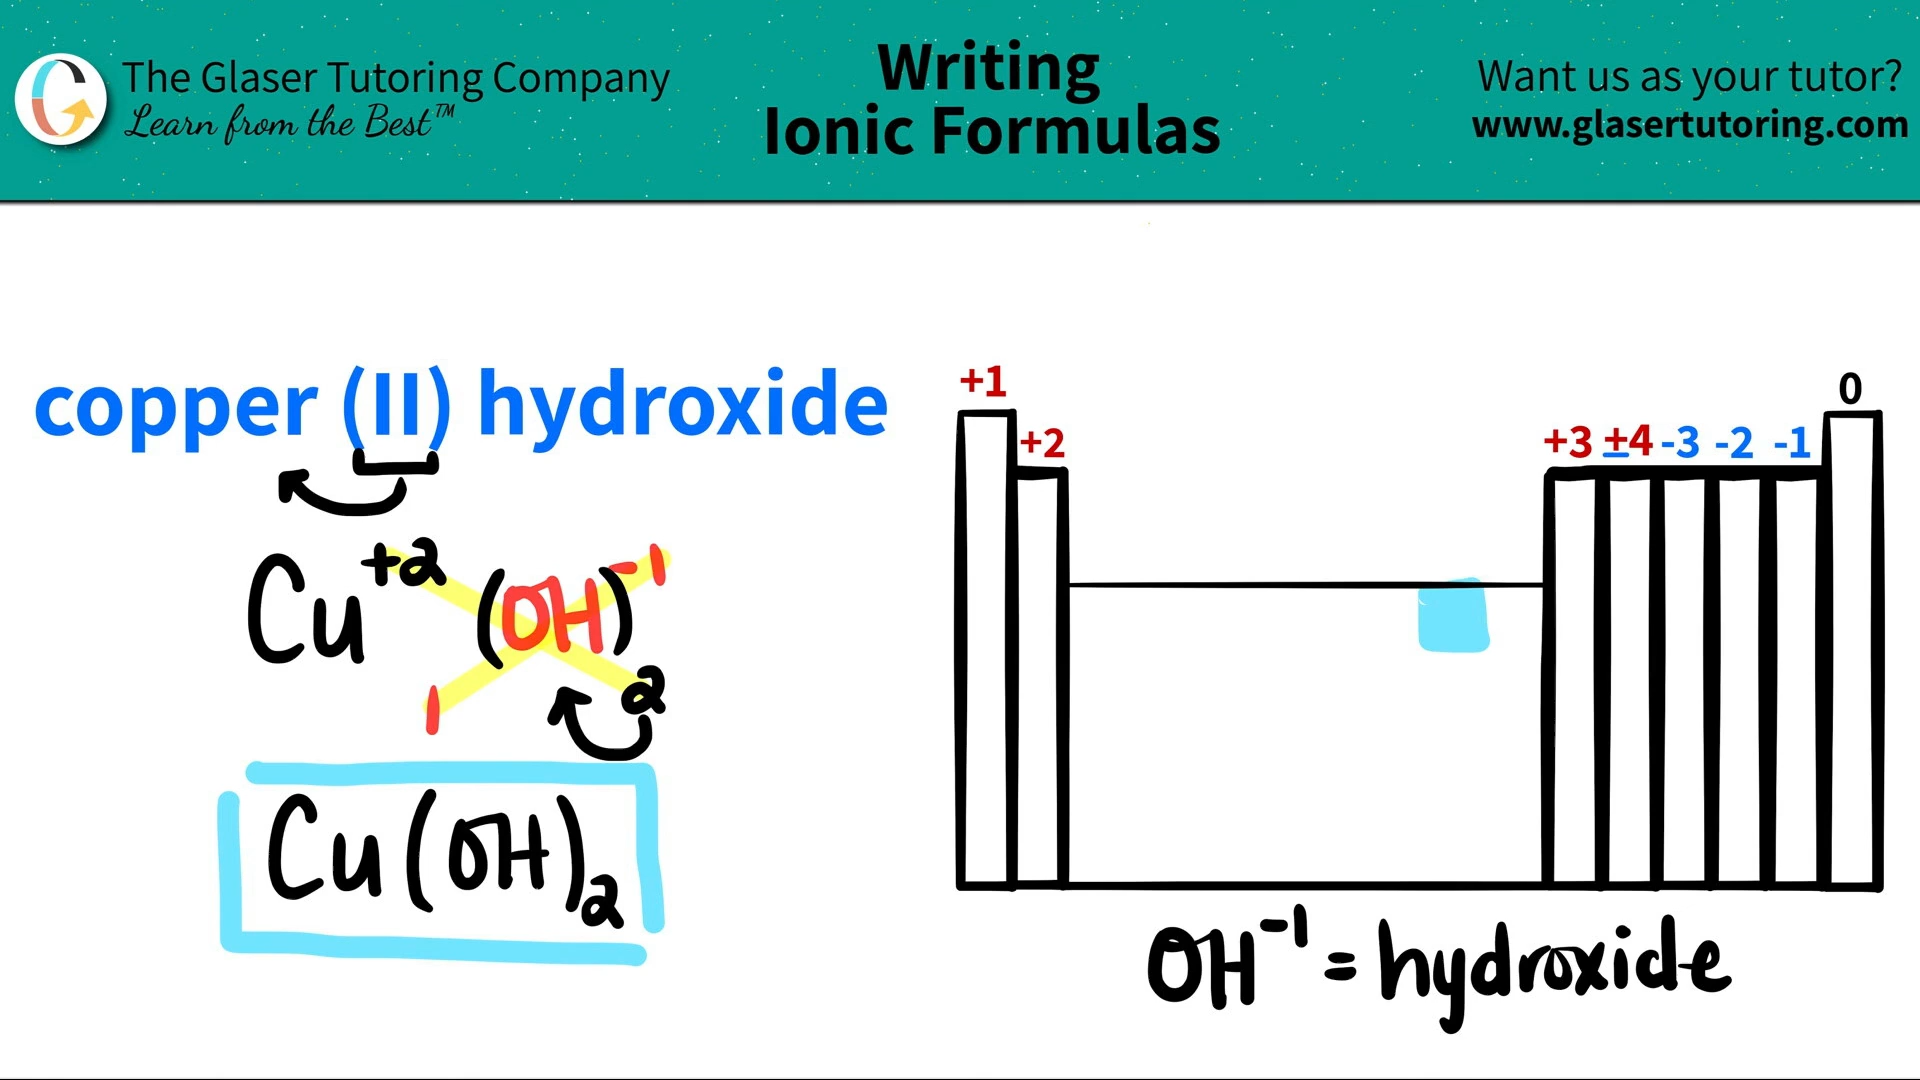 The Glaser Tutoring Company
Learn from the Best™
Writing
Ionic Formulas
Want us as your tutor?
www.glasertutoring.com
copper (II) hydroxide
Cu⁺² (OH)⁻¹
1 2
Cu(OH)₂
+1
+2
+3 ±4 -3 -2 -1
0
OH⁻¹ = hydroxide